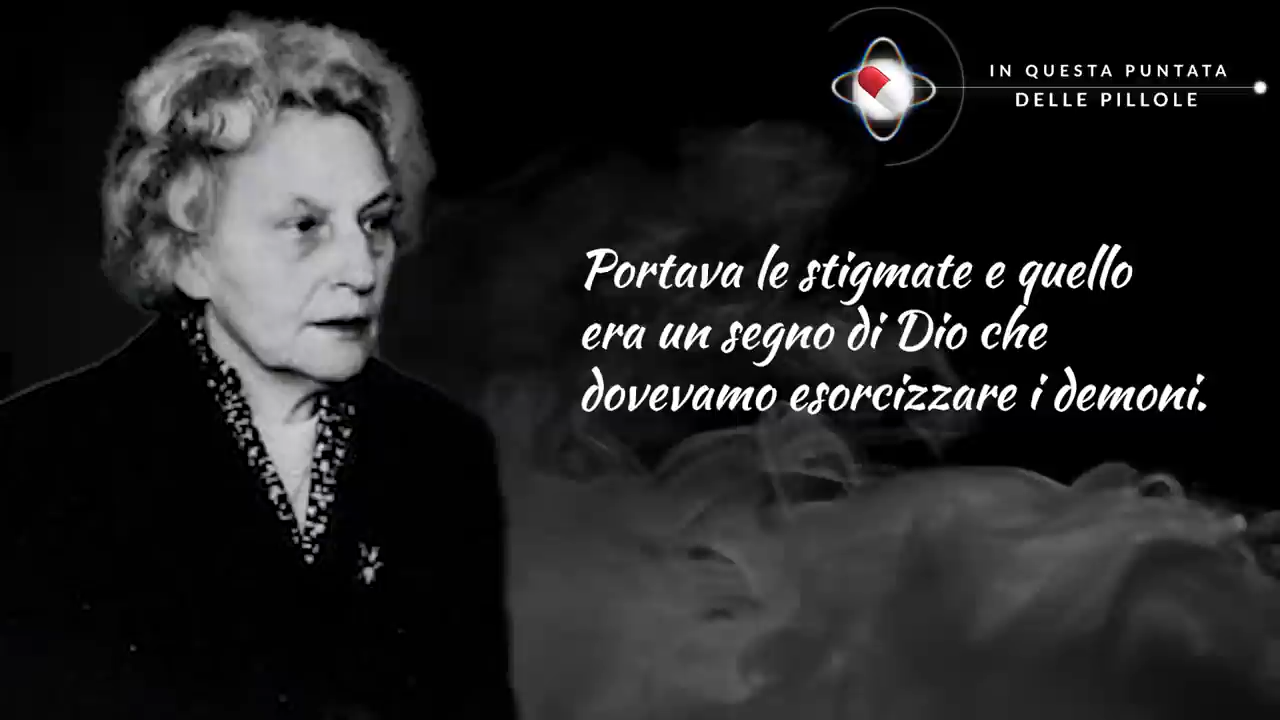 IN QUESTA PUNTATA
DELLE PILLOLE
Portava le stigmate e quello
era un segno di Dio che
dovevamo esorcizzare i demoni.